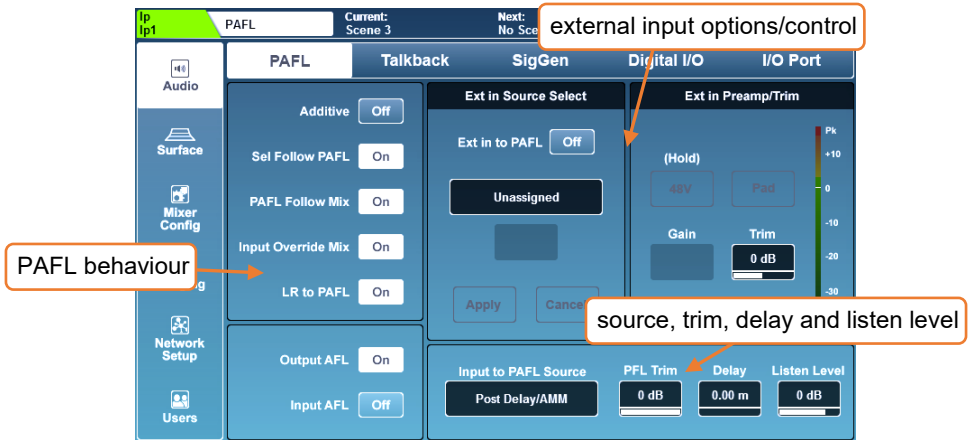 Ip
Ip1
PAFL
Current:
Scene 3
Next:
No Sce
external input options/control
Audio
Surface
Mixer
Config
g
Network
Setup
Users
PAFL
Talkback
SigGen
Digital I/O
I/O Port
Additive Off
Sel Follow PAFL On
PAFL Follow Mix On
Input Override Mix On
LR to PAFL On
PAFL behaviour
Output AFL On
Input AFL Off
Ext in Source Select
Ext in to PAFL Off
Unassigned
Apply Cancel
Ext in Preamp/Trim
(Hold)
48V Pad
Gain Trim
0 dB
Pk
+10
0
-10
-20
-30
source, trim, delay and listen level
Input to PAFL Source
Post Delay/AMM
PFL Trim
0 dB
Delay
0.00 m
Listen Level
0 dB